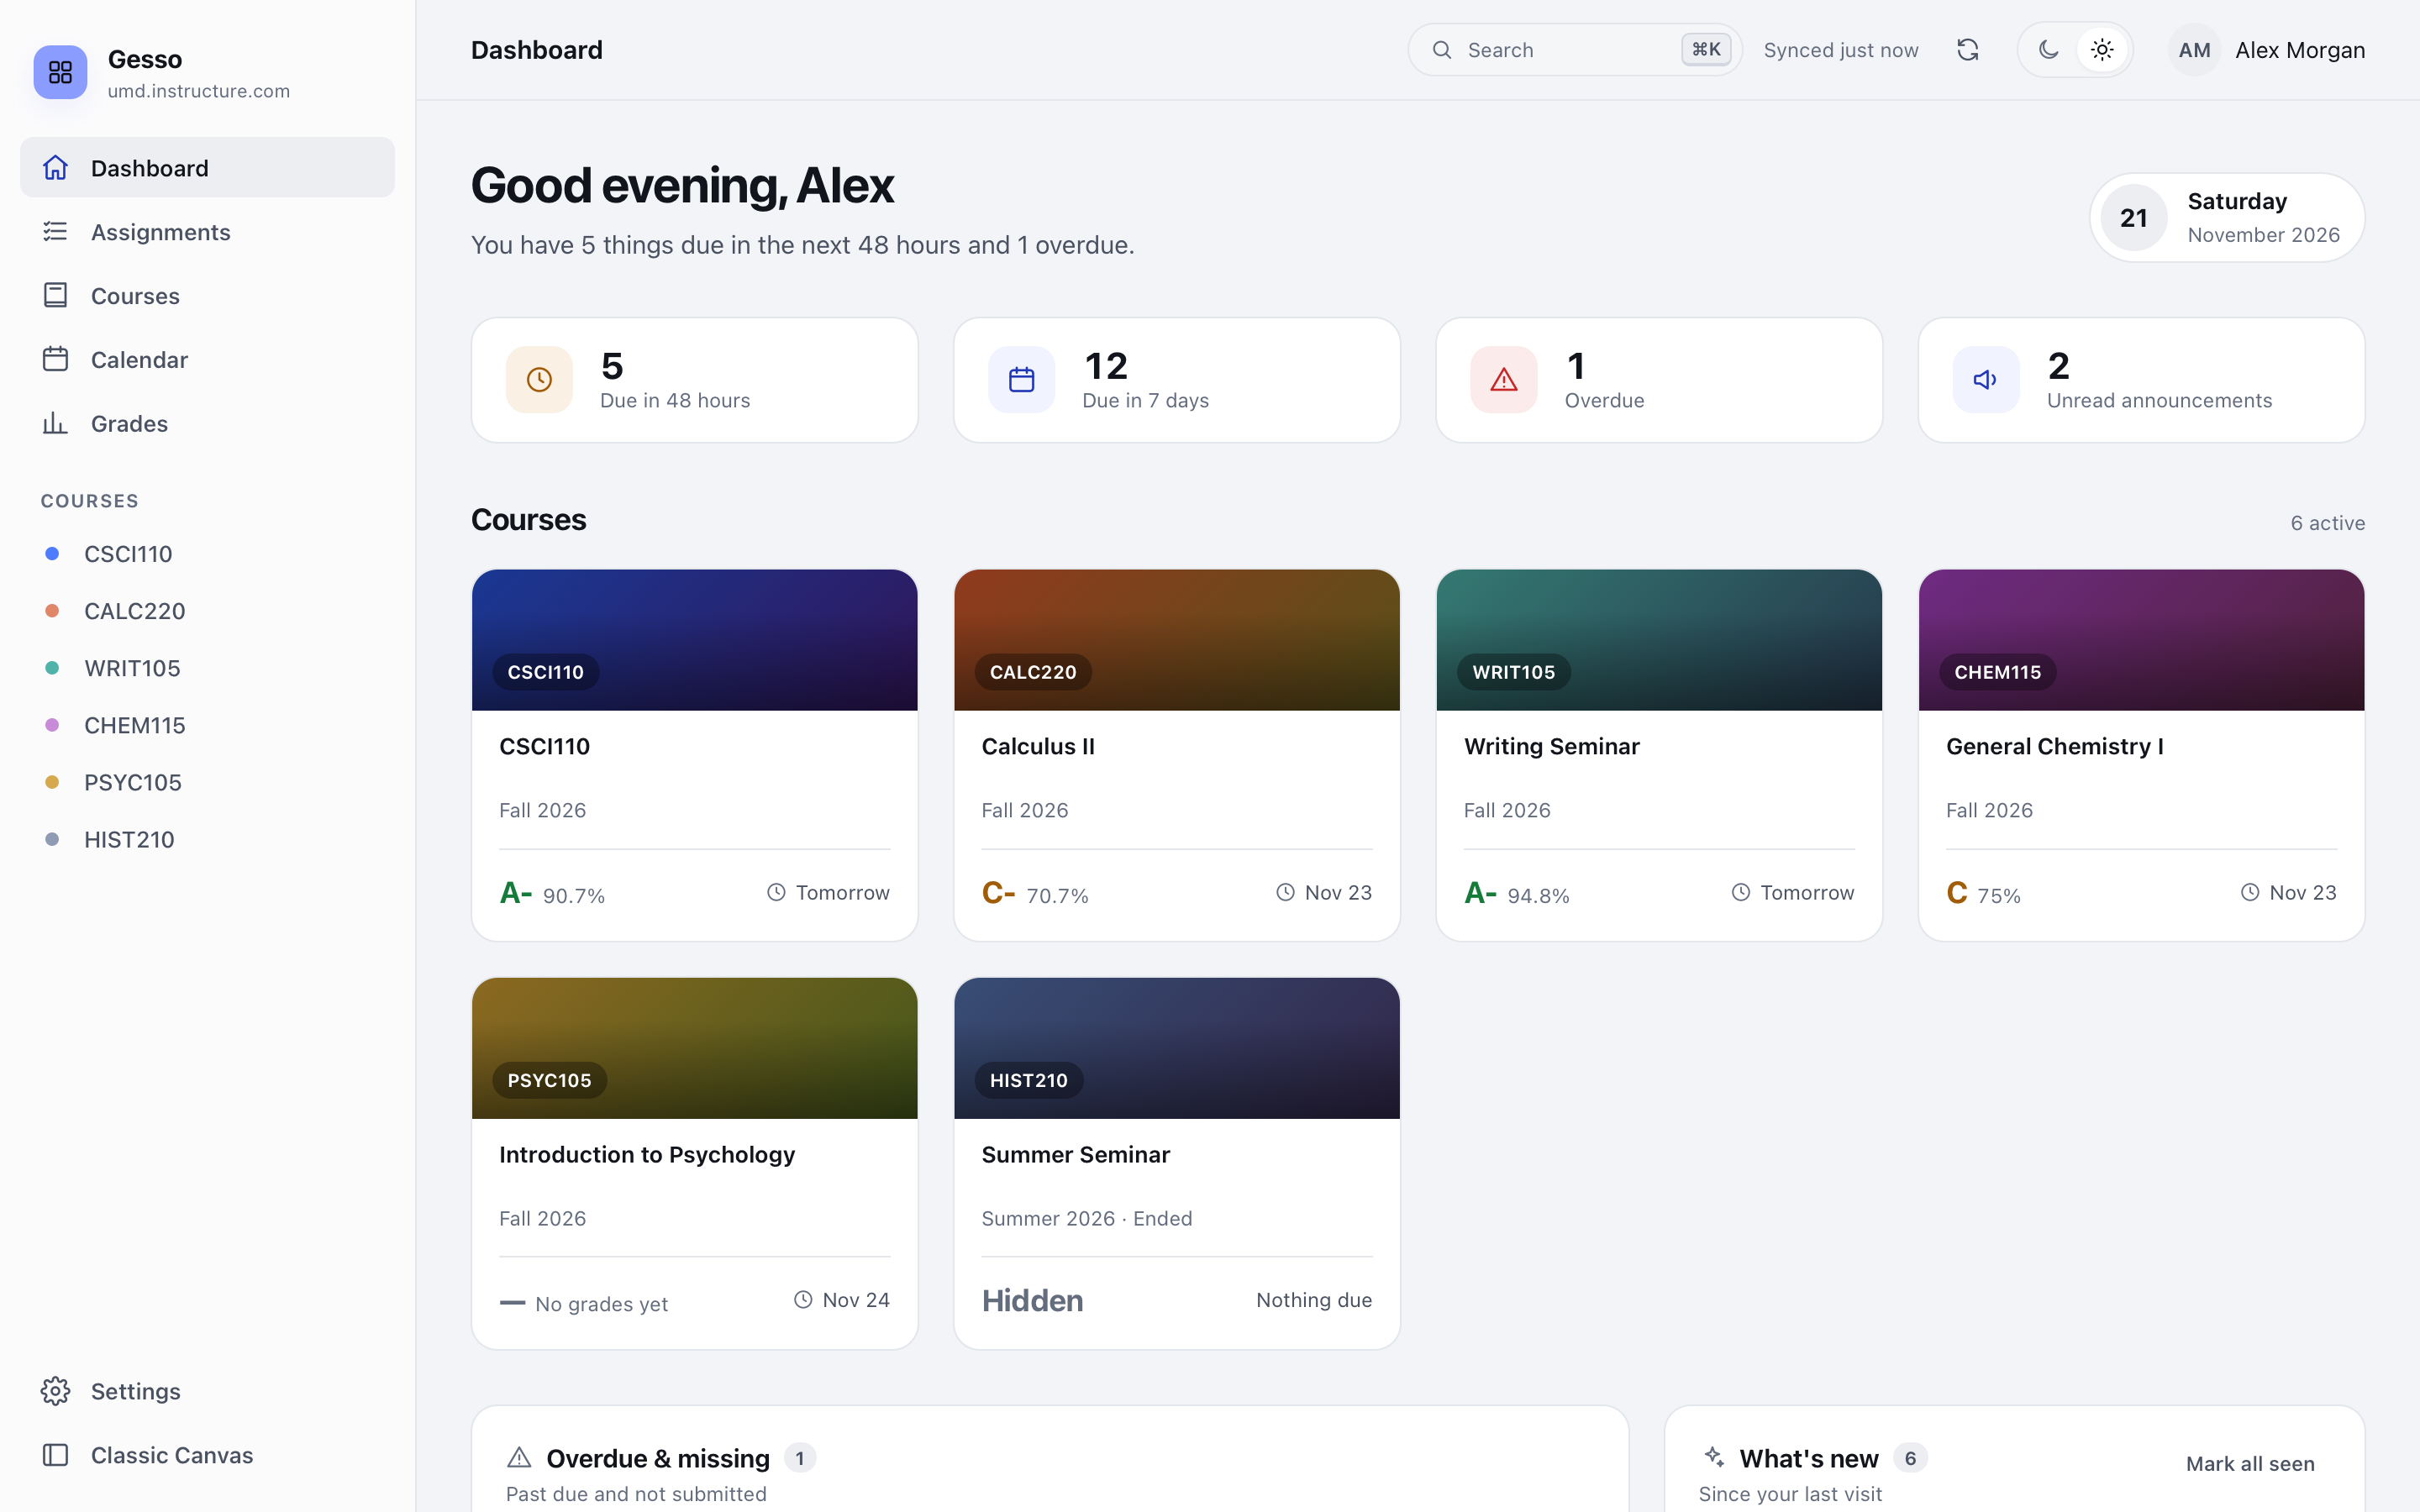 Gesso
umd.instructure.com
Dashboard
Assignments
Courses
Calendar
Grades
COURSES
CSCI110
CALC220
WRIT105
CHEM115
PSYC105
HIST210
Settings
Classic Canvas
Dashboard
Search ⌘K
Synced just now
AM Alex Morgan
Good evening, Alex
You have 5 things due in the next 48 hours and 1 overdue.
21
Saturday
November 2026
5
Due in 48 hours
12
Due in 7 days
1
Overdue
2
Unread announcements
Courses
6 active
CSCI110
CSCI110
Fall 2026
A- 90.7% Tomorrow
CALC220
Calculus II
Fall 2026
C- 70.7% Nov 23
WRIT105
Writing Seminar
Fall 2026
A- 94.8% Tomorrow
CHEM115
General Chemistry I
Fall 2026
C 75% Nov 23
PSYC105
Introduction to Psychology
Fall 2026
— No grades yet Nov 24
HIST210
Summer Seminar
Summer 2026 · Ended
Hidden Nothing due
Overdue & missing 1
Past due and not submitted
What's new 6
Since your last visit
Mark all seen